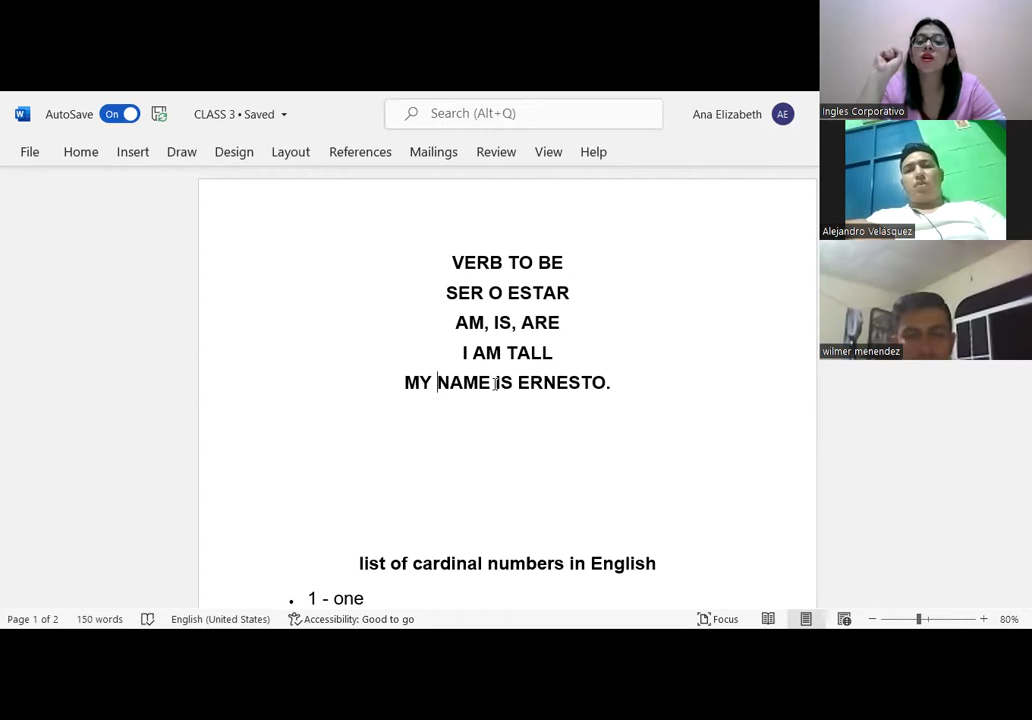 AutoSave On CLASS 3 • Saved Search (Alt+Q) Ana Elizabeth AE
File Home Insert Draw Design Layout References Mailings Review View Help
VERB TO BE
SER O ESTAR
AM, IS, ARE
I AM TALL
MY NAME IS ERNESTO.
list of cardinal numbers in English
• 1 - one
Page 1 of 2 150 words English (United States) Accessibility: Good to go Focus 80%
Ingles Corporativo
Alejandro Velásquez
wilmer menendez